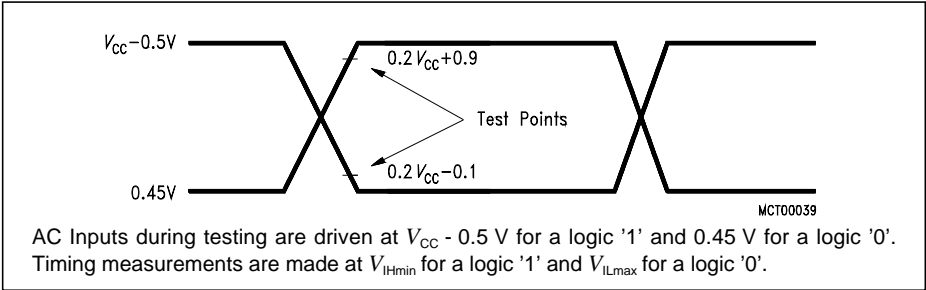 VCC–0.5V
0.2 VCC+0.9
Test Points
0.2 VCC–0.1
0.45V
MCT00039
AC Inputs during testing are driven at VCC - 0.5 V for a logic ’1’ and 0.45 V for a logic ’0’.
Timing measurements are made at VIHmin for a logic ’1’ and VILmax for a logic ’0’.